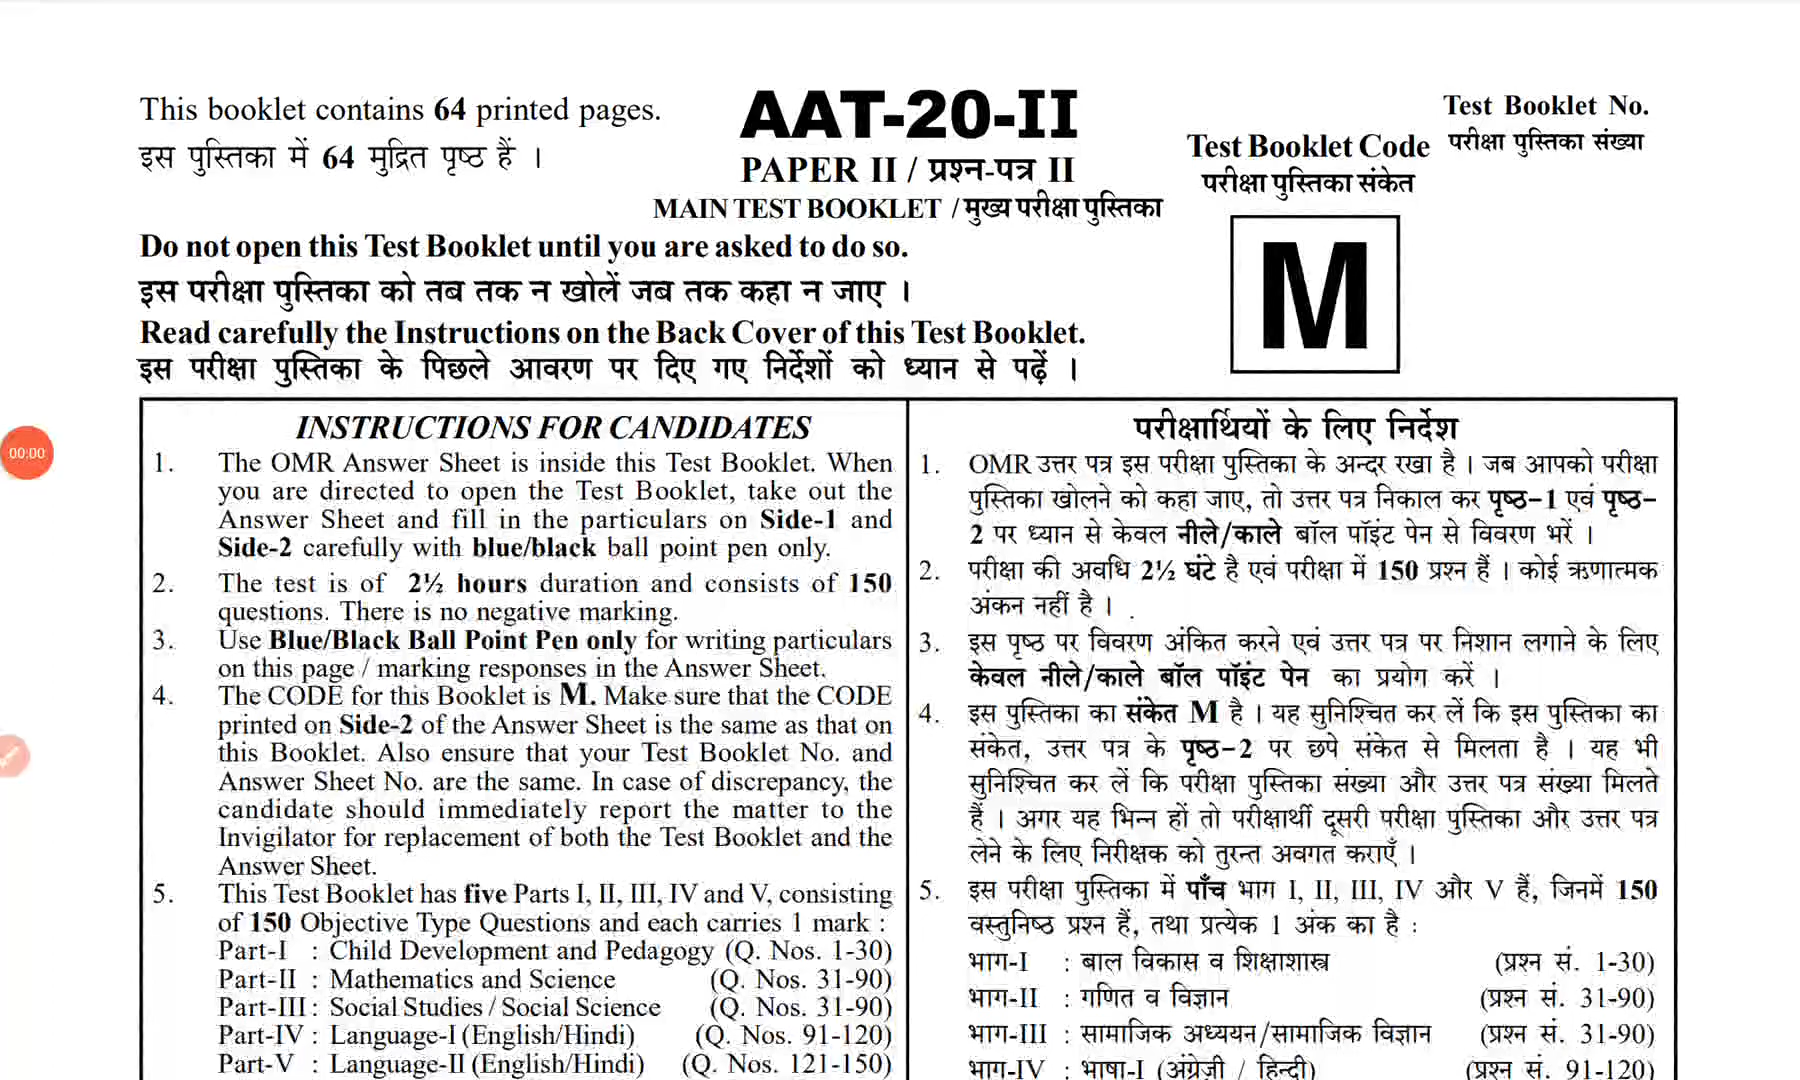 This booklet contains 64 printed pages.
इस पुस्तिका में 64 मुद्रित पृष्ठ हैं ।
AAT-20-II
PAPER II / प्रश्न-पत्र II
MAIN TEST BOOKLET / मुख्य परीक्षा पुस्तिका
Test Booklet Code
परीक्षा पुस्तिका संकेत
Test Booklet No.
परीक्षा पुस्तिका संख्या
M
Do not open this Test Booklet until you are asked to do so.
इस परीक्षा पुस्तिका को तब तक न खोलें जब तक कहा न जाए ।
Read carefully the Instructions on the Back Cover of this Test Booklet.
इस परीक्षा पुस्तिका के पिछले आवरण पर दिए गए निर्देशों को ध्यान से पढ़ें ।
00:00
INSTRUCTIONS FOR CANDIDATES
1. The OMR Answer Sheet is inside this Test Booklet. When
you are directed to open the Test Booklet, take out the
Answer Sheet and fill in the particulars on Side-1 and
Side-2 carefully with blue/black ball point pen only.
2. The test is of 2½ hours duration and consists of 150
questions. There is no negative marking.
3. Use Blue/Black Ball Point Pen only for writing particulars
on this page / marking responses in the Answer Sheet.
4. The CODE for this Booklet is M. Make sure that the CODE
printed on Side-2 of the Answer Sheet is the same as that on
this Booklet. Also ensure that your Test Booklet No. and
Answer Sheet No. are the same. In case of discrepancy, the
candidate should immediately report the matter to the
Invigilator for replacement of both the Test Booklet and the
Answer Sheet.
5. This Test Booklet has five Parts I, II, III, IV and V, consisting
of 150 Objective Type Questions and each carries 1 mark :
Part-I : Child Development and Pedagogy (Q. Nos. 1-30)
Part-II : Mathematics and Science (Q. Nos. 31-90)
Part-III : Social Studies / Social Science (Q. Nos. 31-90)
Part-IV : Language-I (English/Hindi) (Q. Nos. 91-120)
Part-V : Language-II (English/Hindi) (Q. Nos. 121-150)
परीक्षार्थियों के लिए निर्देश
1. OMR उत्तर पत्र इस परीक्षा पुस्तिका के अन्दर रखा है । जब आपको परीक्षा
पुस्तिका खोलने को कहा जाए, तो उत्तर पत्र निकाल कर पृष्ठ-1 एवं पृष्ठ-
2 पर ध्यान से केवल नीले/काले बॉल पॉइंट पेन से विवरण भरें ।
2. परीक्षा की अवधि 2½ घंटे है एवं परीक्षा में 150 प्रश्न हैं । कोई ऋणात्मक
अंकन नहीं है ।
3. इस पृष्ठ पर विवरण अंकित करने एवं उत्तर पत्र पर निशान लगाने के लिए
केवल नीले/काले बॉल पॉइंट पेन का प्रयोग करें ।
4. इस पुस्तिका का संकेत M है । यह सुनिश्चित कर लें कि इस पुस्तिका का
संकेत, उत्तर पत्र के पृष्ठ-2 पर छपे संकेत से मिलता है । यह भी
सुनिश्चित कर लें कि परीक्षा पुस्तिका संख्या और उत्तर पत्र संख्या मिलते
हैं । अगर यह भिन्न हों तो परीक्षार्थी दूसरी परीक्षा पुस्तिका और उत्तर पत्र
लेने के लिए निरीक्षक को तुरन्त अवगत कराएँ ।
5. इस परीक्षा पुस्तिका में पाँच भाग I, II, III, IV और V हैं, जिनमें 150
वस्तुनिष्ठ प्रश्न हैं, तथा प्रत्येक 1 अंक का है :
भाग-I : बाल विकास व शिक्षाशास्त्र (प्रश्न सं. 1-30)
भाग-II : गणित व विज्ञान (प्रश्न सं. 31-90)
भाग-III : सामाजिक अध्ययन/सामाजिक विज्ञान (प्रश्न सं. 31-90)
भाग-IV : भाषा-I (अंग्रेज़ी / हिन्दी) (प्रश्न सं. 91-120)